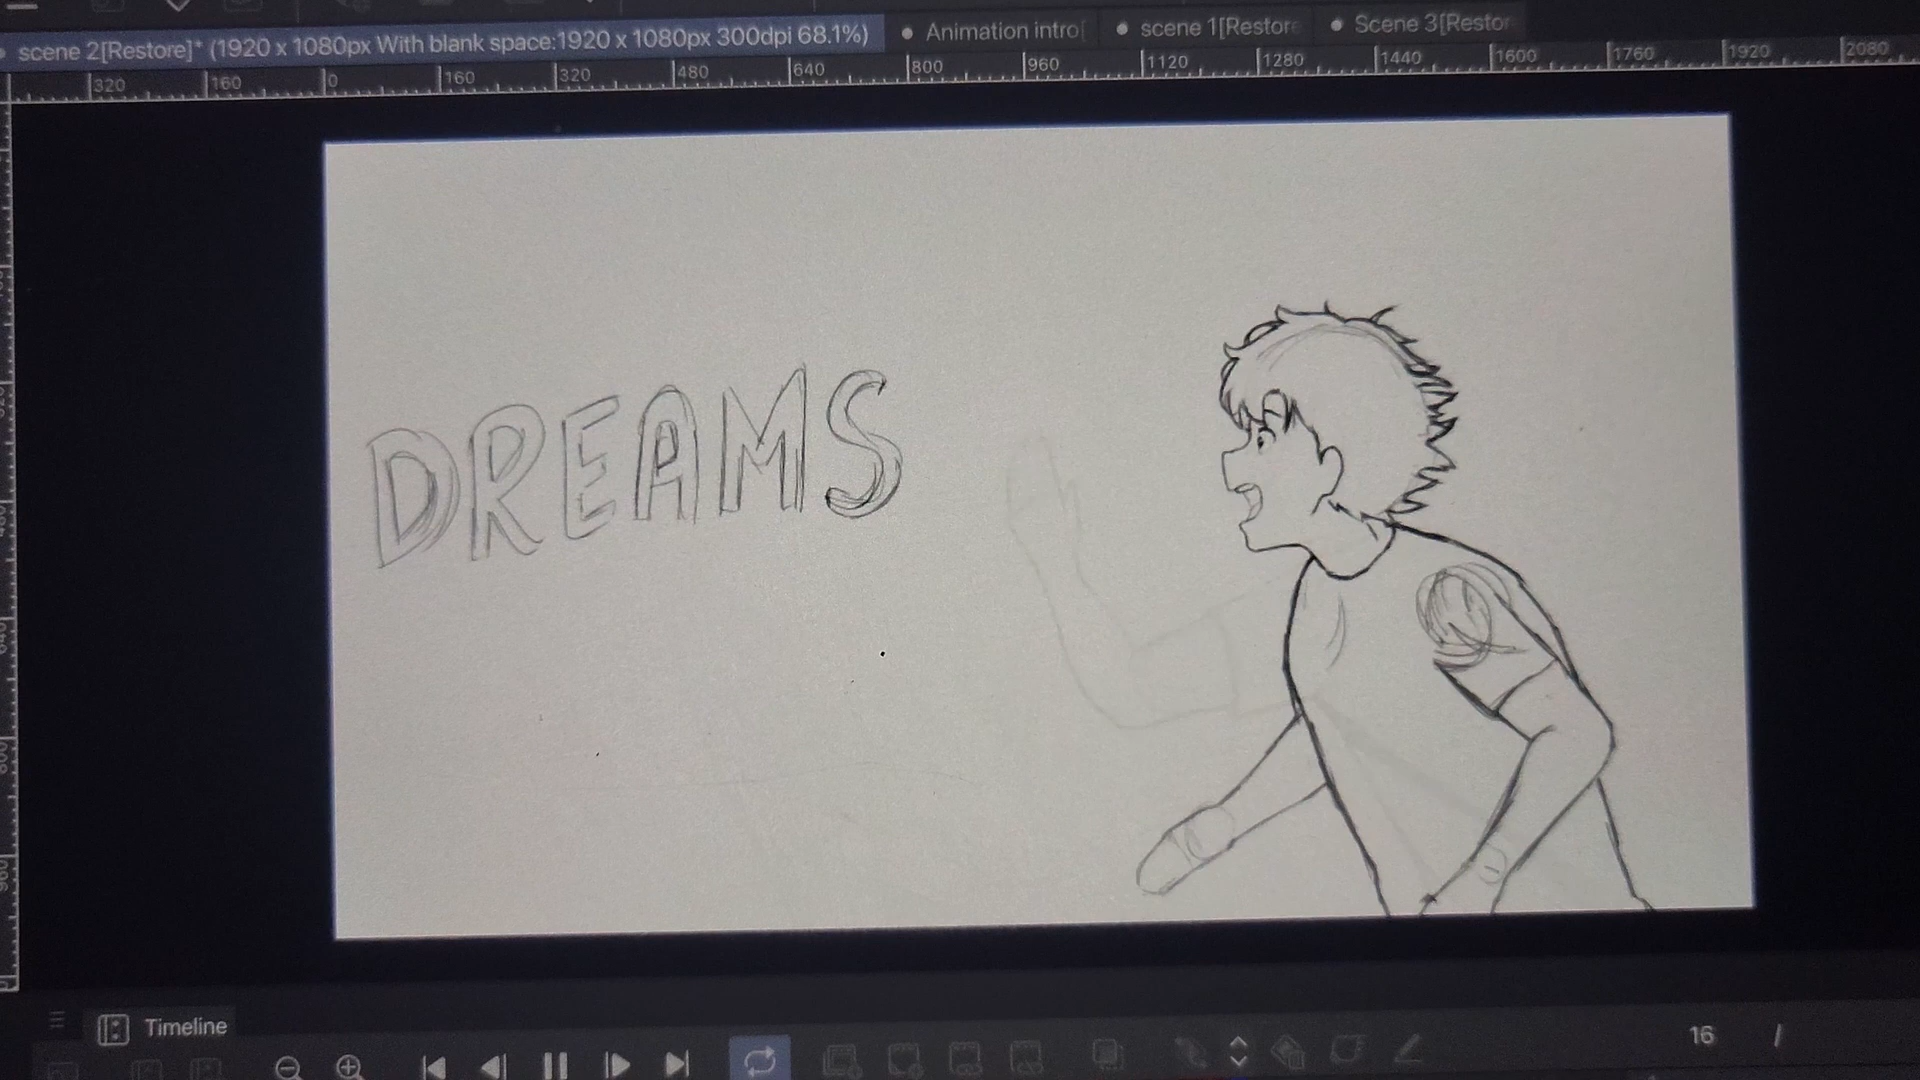 scene 2[Restore]* (1920 x 1080px With blank space:1920 x 1080px 300dpi 68.1%)
Animation intro[
scene 1[Restore
Scene 3[Restor
320 160 0 160 320 480 640 800 960 1120 1280 1440 1600 1760 1920 2080
DREAMS
Timeline
16 /